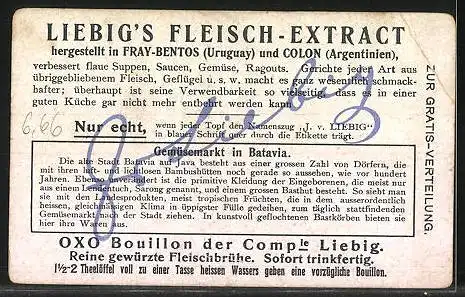 LIEBIG'S FLEISCH-EXTRACT
hergestellt in FRAY-BENTOS (Uruguay) und COLON (Argentinien),
verbessert flaue Suppen, Saucen, Gemüse, Ragouts. Gerichte jeder Art aus
übriggebliebenem Fleisch, Geflügel u. s. w. macht es ganz wesentlich schmack-
hafter; überhaupt ist seine Verwendbarkeit so vielseitig, dass es in einer
guten Küche gar nicht mehr entbehrt werden kann.
6,66
Nur echt, wenn jeder Topf den Namenszug „J. v. LIEBIG"
in blauer Schrift quer durch die Etikette trägt.
J v Liebig
Gemüsemarkt in Batavia.
Die alte Stadt Batavia auf Java besteht aus einer grossen Zahl von Dörfern, die
mit ihren lichten und luftigen Bambushütten noch gerade so aussehen, wie vor hundert
Jahren. Ebenso unverändert ist die primitive Kleidung der Eingeborenen, die meist nur
aus einem Lendentuch, Sarong genannt, und einem grossen Basthut besteht. So sieht man
sie mit den Landesprodukten, meist tropischen Früchten, die in dem ausserordentlich
heissen, gleichmässigen Klima in üppigster Fülle gedeihen, zum täglich stattfindenden
Gemüsemarkt nach der Stadt ziehen. In kunstvoll geflochtenen Bastkörben bieten sie
hier ihre Waren aus.
OXO Bouillon der Compie Liebig.
Reine gewürzte Fleischbrühe. Sofort trinkfertig.
1½-2 Theelöffel voll zu einer Tasse heissen Wassers geben eine vorzügliche Bouillon.
ZUR GRATIS-VERTEILUNG.